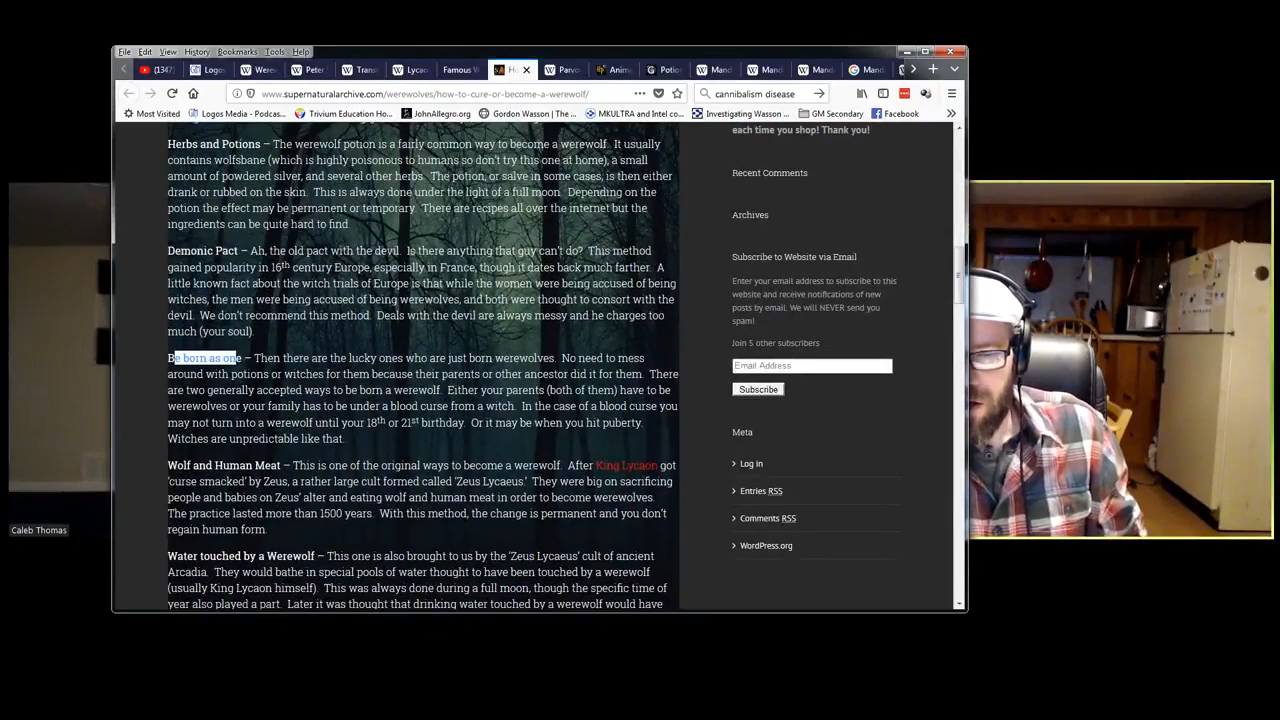 File Edit View History Bookmarks Tools Help
(1347) Logos Were Peter Trans Lycao Famous W H Parvo Anima Potio Mand Mand Mand Mand
www.supernaturalarchive.com/werewolves/how-to-cure-or-become-a-werewolf/ cannibalism disease
Most Visited Logos Media - Podcas... Trivium Education Ho... JohnAllegro.org Gordon Wasson | The ... MKULTRA and Intel co... Investigating Wasson ... GM Secondary Facebook
Herbs and Potions – The werewolf potion is a fairly common way to become a werewolf. It usually
contains wolfsbane (which is highly poisonous to humans so don't try this one at home), a small
amount of powdered silver, and several other herbs. The potion, or salve in some cases, is then either
drank or rubbed on the skin. This is always done under the light of a full moon. Depending on the
potion the effect may be permanent or temporary. There are recipes all over the internet but the
ingredients can be quite hard to find.
Demonic Pact – Ah, the old pact with the devil. Is there anything that guy can't do? This method
gained popularity in 16th century Europe, especially in France, though it dates back much farther. A
little known fact about the witch trials of Europe is that while the women were being accused of being
witches, the men were being accused of being werewolves, and both were thought to consort with the
devil. We don't recommend this method. Deals with the devil are always messy and he charges too
much (your soul).
Be born as one – Then there are the lucky ones who are just born werewolves. No need to mess
around with potions or witches for them because their parents or other ancestor did it for them. There
are two generally accepted ways to be born a werewolf. Either your parents (both of them) have to be
werewolves or your family has to be under a blood curse from a witch. In the case of a blood curse you
may not turn into a werewolf until your 18th or 21st birthday. Or it may be when you hit puberty.
Witches are unpredictable like that.
Wolf and Human Meat – This is one of the original ways to become a werewolf. After King Lycaon got
'curse smacked' by Zeus, a rather large cult formed called 'Zeus Lycaeus.' They were big on sacrificing
people and babies on Zeus' alter and eating wolf and human meat in order to become werewolves.
The practice lasted more than 1500 years. With this method, the change is permanent and you don't
regain human form.
Water touched by a Werewolf – This one is also brought to us by the 'Zeus Lycaeus' cult of ancient
Arcadia. They would bathe in special pools of water thought to have been touched by a werewolf
(usually King Lycaon himself). This was always done during a full moon, though the specific time of
year also played a part. Later it was thought that drinking water touched by a werewolf would have
each time you shop! Thank you!
Recent Comments
Archives
Subscribe to Website via Email
Enter your email address to subscribe to this
website and receive notifications of new
posts by email. We will NEVER send you
spam!
Join 5 other subscribers
Email Address
Subscribe
Meta
Log in
Entries RSS
Comments RSS
WordPress.org
Caleb Thomas